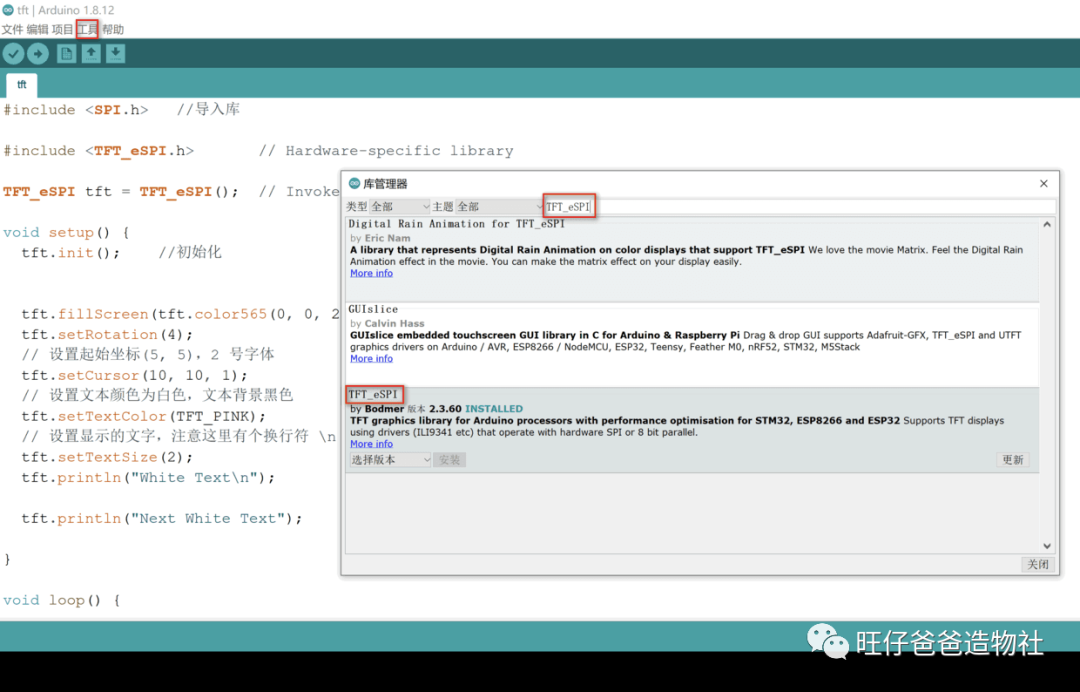 tft | Arduino 1.8.12
文件 编辑 项目 工具 帮助
tft
#include <SPI.h>   //导入库
#include <TFT_eSPI.h>       // Hardware-specific library
TFT_eSPI tft = TFT_eSPI();  // Invoke
void setup() {
  tft.init();    //初始化
  tft.fillScreen(tft.color565(0, 0, 2
  tft.setRotation(4);
  // 设置起始坐标(5, 5)，2 号字体
  tft.setCursor(10, 10, 1);
  // 设置文本颜色为白色，文本背景黑色
  tft.setTextColor(TFT_PINK);
  // 设置显示的文字，注意这里有个换行符 \n
  tft.setTextSize(2);
  tft.println("White Text\n");
  tft.println("Next White Text");
}
void loop() {
库管理器
类型 全部 主题 全部 TFT_eSPI
Digital Rain Animation for TFT_eSPI
by Eric Nam
A library that represents Digital Rain Animation on color displays that support TFT_eSPI We love the movie Matrix. Feel the Digital Rain
Animation effect in the movie. You can make the matrix effect on your display easily.
More info
GUIslice
by Calvin Hass
GUIslice embedded touchscreen GUI library in C for Arduino & Raspberry Pi Drag & drop GUI supports Adafruit-GFX, TFT_eSPI and UTFT
graphics drivers on Arduino / AVR, ESP8266 / NodeMCU, ESP32, Teensy, Feather M0, nRF52, STM32, M5Stack
More info
TFT_eSPI
by Bodmer 版本 2.3.60 INSTALLED
TFT graphics library for Arduino processors with performance optimisation for STM32, ESP8266 and ESP32 Supports TFT displays
using drivers (ILI9341 etc) that operate with hardware SPI or 8 bit parallel.
More info
选择版本 安装 更新
关闭
旺仔爸爸造物社